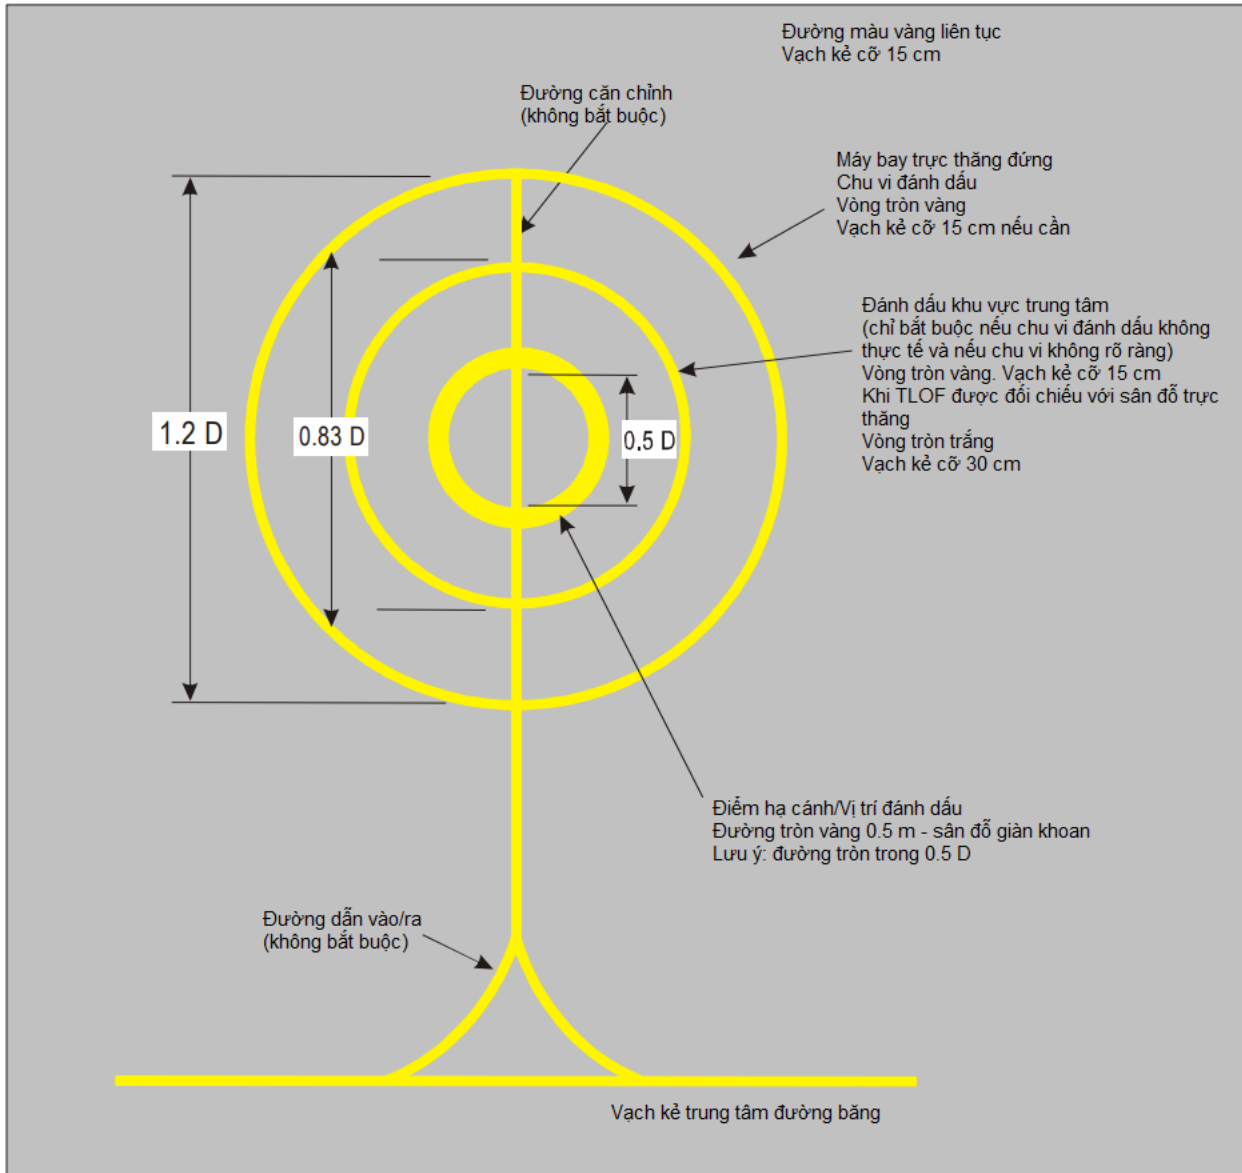 Đường màu vàng liên tục
Vạch kẻ cỡ 15 cm
Đường căn chỉnh
(không bắt buộc)
Máy bay trực thăng đứng
Chu vi đánh dấu
Vòng tròn vàng
Vạch kẻ cỡ 15 cm nếu cần
Đánh dấu khu vực trung tâm
(chỉ bắt buộc nếu chu vi đánh dấu không
thực tế và nếu chu vi không rõ ràng)
Vòng tròn vàng. Vạch kẻ cỡ 15 cm
Khi TLOF được đối chiếu với sân đỗ trực
thăng
Vòng tròn trắng
Vạch kẻ cỡ 30 cm
1.2 D
0.83 D
0.5 D
Điểm hạ cánh/Vị trí đánh dấu
Đường tròn vàng 0.5 m - sân đỗ giàn khoan
Lưu ý: đường tròn trong 0.5 D
Đường dẫn vào/ra
(không bắt buộc)
Vạch kẻ trung tâm đường băng